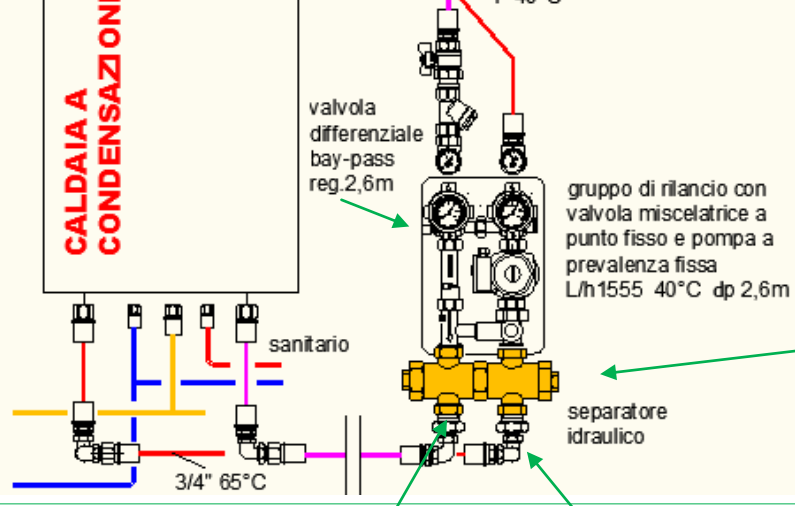 CALDAIA A
CONDENSAZIONE
valvola
differenziale
bay-pass
reg.2,6m
gruppo di rilancio con
valvola miscelatrice a
punto fisso e pompa a
prevalenza fissa
L/h1555 40°C dp 2,6m
sanitario
separatore
idraulico
3/4" 65°C